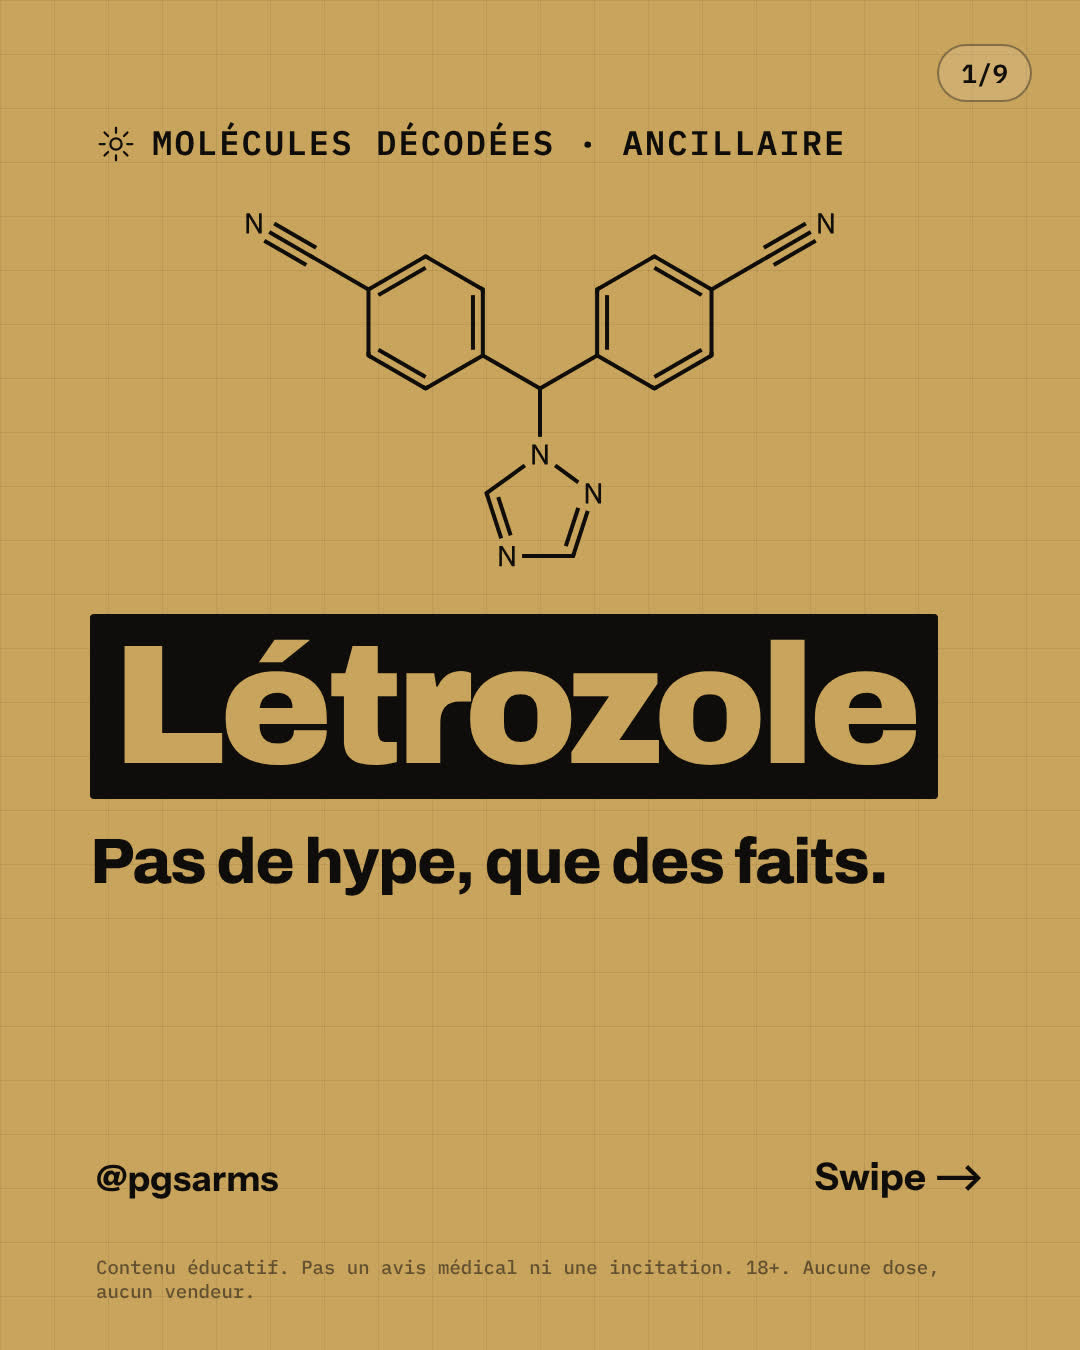 1/9
MOLÉCULES DÉCODÉES · ANCILLAIRE
N N
N
N
N
Létrozole
Pas de hype, que des faits.
@pgsarms
Swipe →
Contenu éducatif. Pas un avis médical ni une incitation. 18+. Aucune dose,
aucun vendeur.